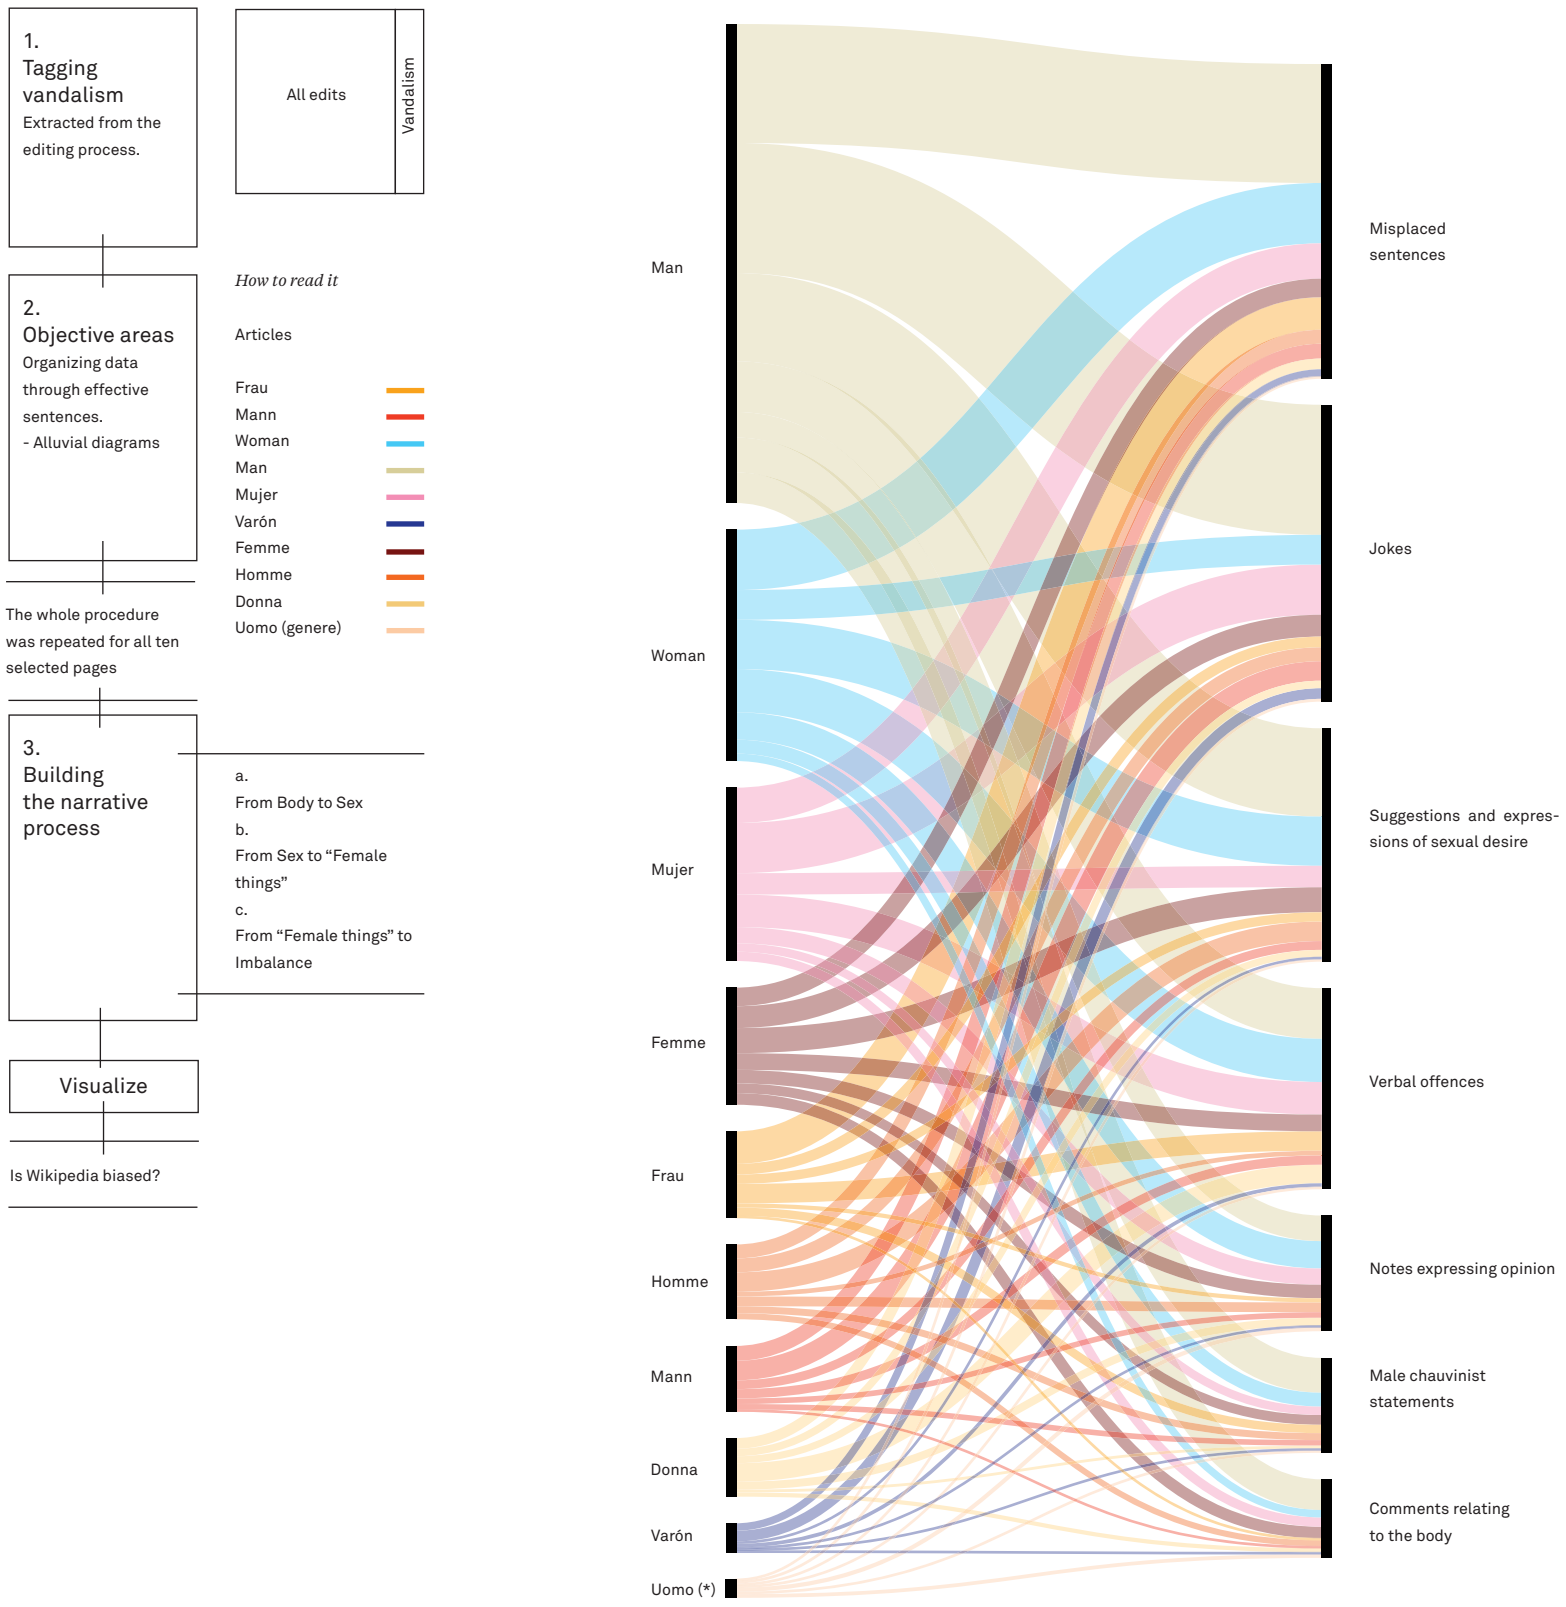 1.
Tagging
vandalism
Extracted from the
editing process.
All edits
Vandalism
2.
Objective areas
Organizing data
through effective
sentences.
- Alluvial diagrams
How to read it
Articles
Frau
Mann
Woman
Man
Mujer
Varón
Femme
Homme
Donna
Uomo (genere)
The whole procedure
was repeated for all ten
selected pages
3.
Building
the narrative
process
a.
From Body to Sex
b.
From Sex to “Female
things”
c.
From “Female things” to
Imbalance
Visualize
Is Wikipedia biased?
Man
Woman
Mujer
Femme
Frau
Homme
Mann
Donna
Varón
Uomo (*)
Misplaced
sentences
Jokes
Suggestions and expres-
sions of sexual desire
Verbal offences
Notes expressing opinion
Male chauvinist
statements
Comments relating
to the body